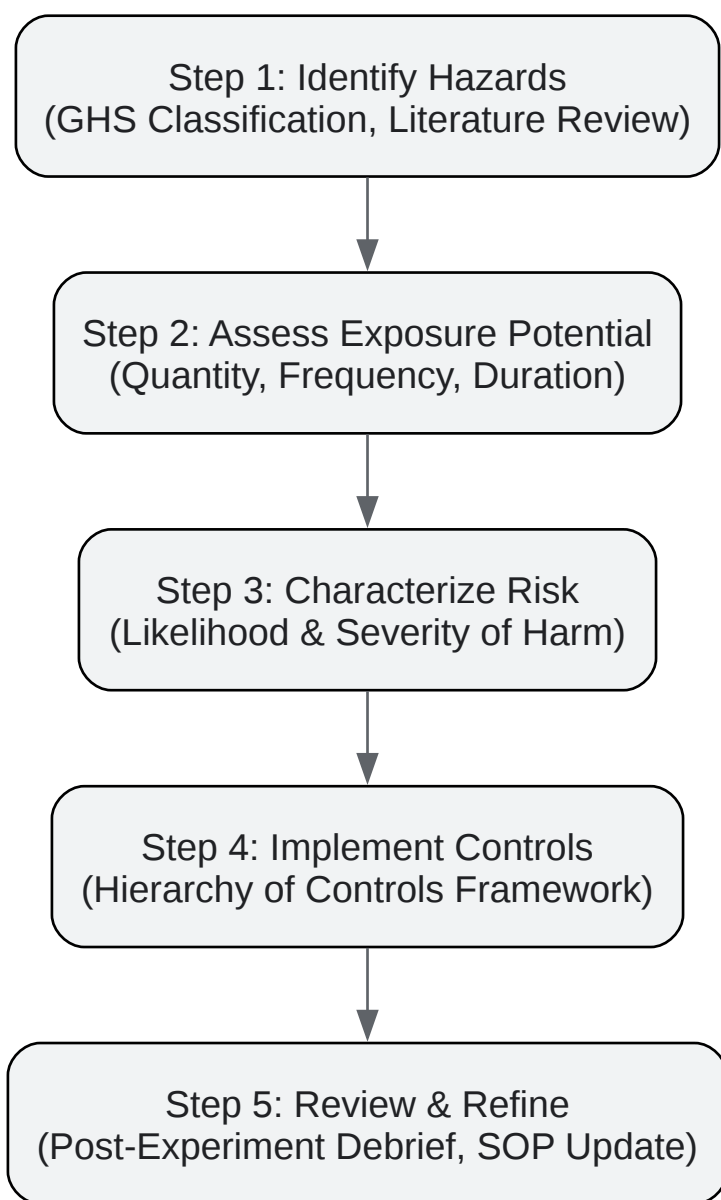 Step 1: Identify Hazards
(GHS Classification, Literature Review)
Step 2: Assess Exposure Potential
(Quantity, Frequency, Duration)
Step 3: Characterize Risk
(Likelihood & Severity of Harm)
Step 4: Implement Controls
(Hierarchy of Controls Framework)
Step 5: Review & Refine
(Post-Experiment Debrief, SOP Update)